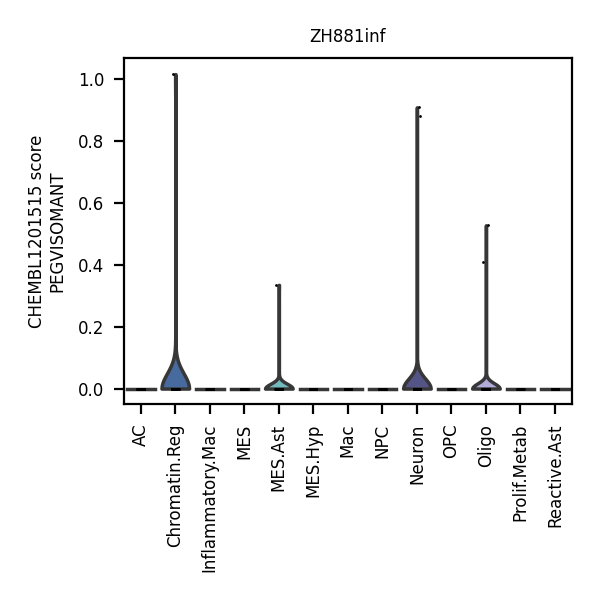 ZH881inf
CHEMBL1201515 score
PEGVISOMANT
1.0
0.8
0.6
0.4
0.2
0.0
AC
Chromatin.Reg
Inflammatory.Mac
MES
MES.Ast
MES.Hyp
Mac
NPC
Neuron
OPC
Oligo
Prolif.Metab
Reactive.Ast